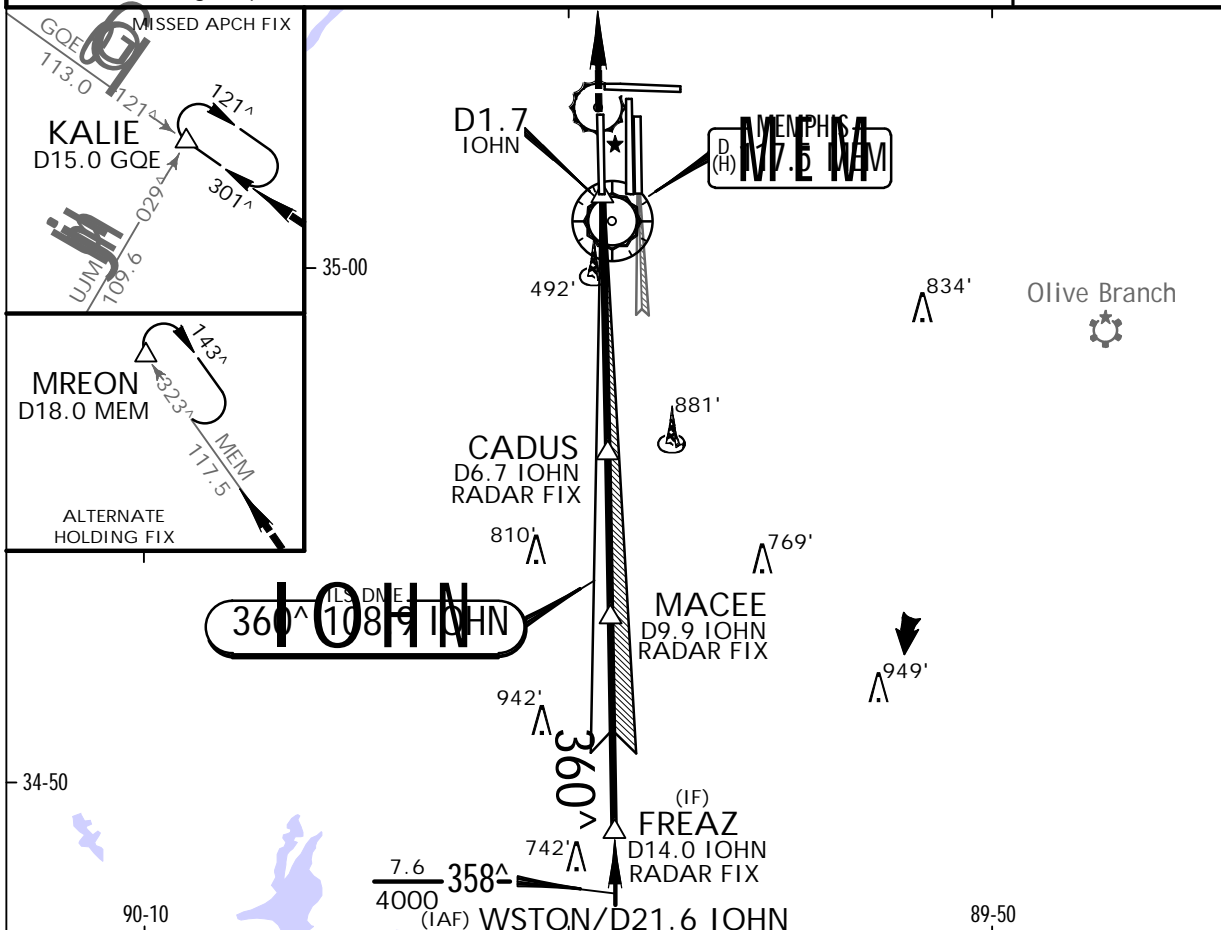 MISSED APCH FIX
GQE
113.0
121^
121^
KALIE
D15.0 GQE
301^
029^
UJM
109.6
143^
MREON
D18.0 MEM
323^
MEM
117.5
ALTERNATE
HOLDING FIX
D1.7
IOHN
MEMPHIS
D
(H) 117.5 MEM
MEM
35-00
492'
834'
Olive Branch
881'
CADUS
D6.7 IOHN
RADAR FIX
810'
769'
ILS DME
360^ 108.9 IOHN
IOHN
MACEE
D9.9 IOHN
RADAR FIX
949'
942'
360^
34-50
(IF)
FREAZ
D14.0 IOHN
RADAR FIX
742'
7.6
4000
358^
(IAF) WSTON/D21.6 IOHN
90-10
89-50